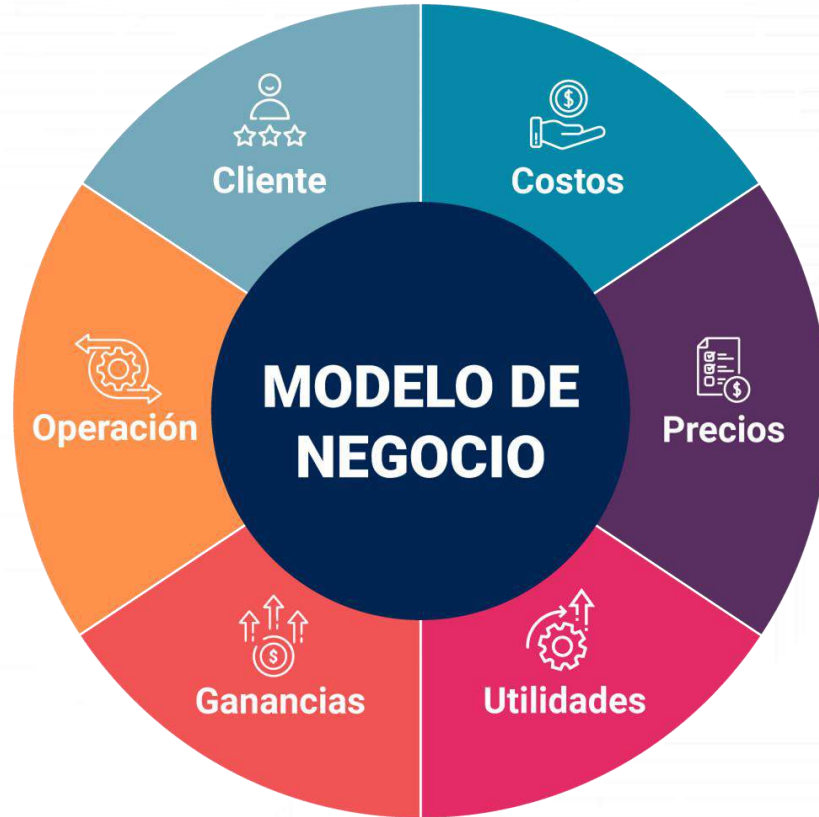 Cliente
Costos
Operación
MODELO DE
NEGOCIO
Precios
Ganancias
Utilidades